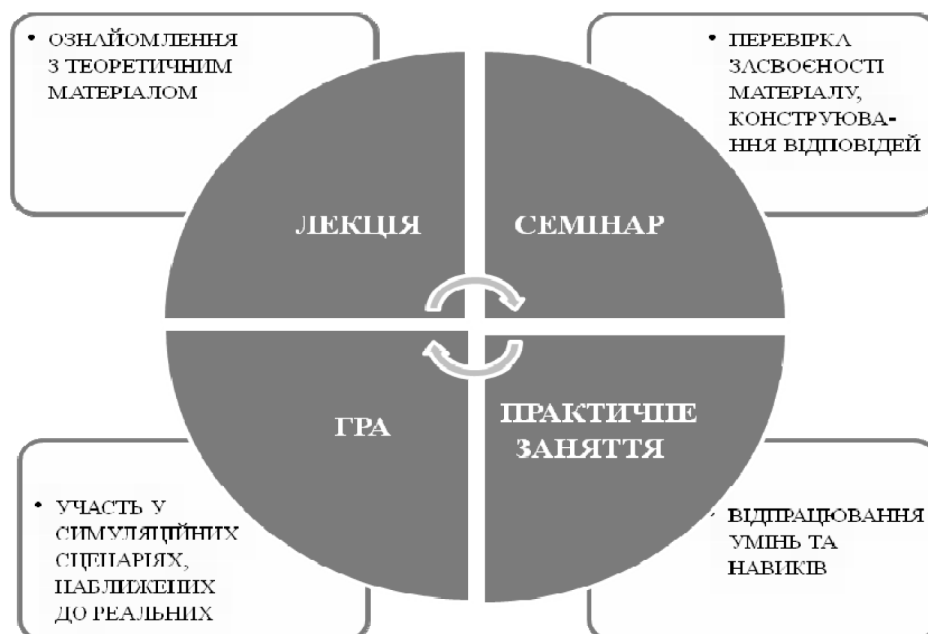 • ОЗНАЙОМЛЕННЯ
З ТЕОРЕТИЧНИМ
МАТЕРІАЛОМ
• ПЕРЕВІРКА
ЗАСВОЄНОСТІ
МАТЕРІАЛУ,
КОНСТРУЮВА-
ННЯ ВІДПОВІДЕЙ
ЛЕКЦІЯ
СЕМІНАР
ГРА
ПРАКТИЧНЕ
ЗАНЯТТЯ
• УЧАСТЬ У
СИМУЛЯЦІЙНИХ
СЦЕНАРІЯХ,
НАБЛИЖЕНИХ
ДО РЕАЛЬНИХ
• ВІДПРАЦЮВАННЯ
УМІНЬ ТА
НАВИКІВ